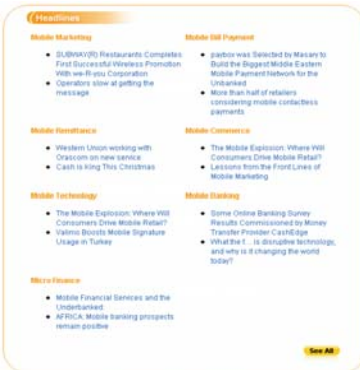 Headlines
Mobile Marketing
SUBWAY(R) Restaurants Completes
First Successful Wireless Promotion
With we-R-you Corporation
Operators slow at getting the
message
Mobile Bill Payment
paybox was Selected by Masary to
Build the Biggest Middle Eastern
Mobile Payment Network for the
Unbanked
More than half of retailers
considering mobile contactless
payments
Mobile Remittance
Western Union working with
Orascom on new service
Cash is King This Christmas
Mobile Commerce
The Mobile Explosion: Where Will
Consumers Drive Mobile Retail?
Lessons from the Front Lines of
Mobile Marketing
Mobile Technology
The Mobile Explosion: Where Will
Consumers Drive Mobile Retail?
Valimo Boosts Mobile Signature
Usage in Turkey
Mobile Banking
Some Online Banking Survey
Results Commissioned by Money
Transfer Provider CashEdge
What the f... is disruptive technology,
and why is it changing the world
today?
Micro Finance
Mobile Financial Services and the
Underbanked
AFRICA: Mobile banking prospects
remain positive
See All